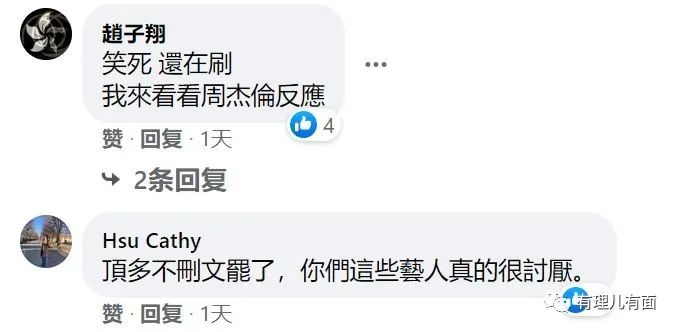 趙子翔
笑死 還在刷
我來看看周杰倫反應
4
赞 · 回复 · 1天
2条回复
Hsu Cathy
頂多不刪文罷了，你們這些藝人真的很討厭。
赞 · 回复 · 1天
有理儿有面